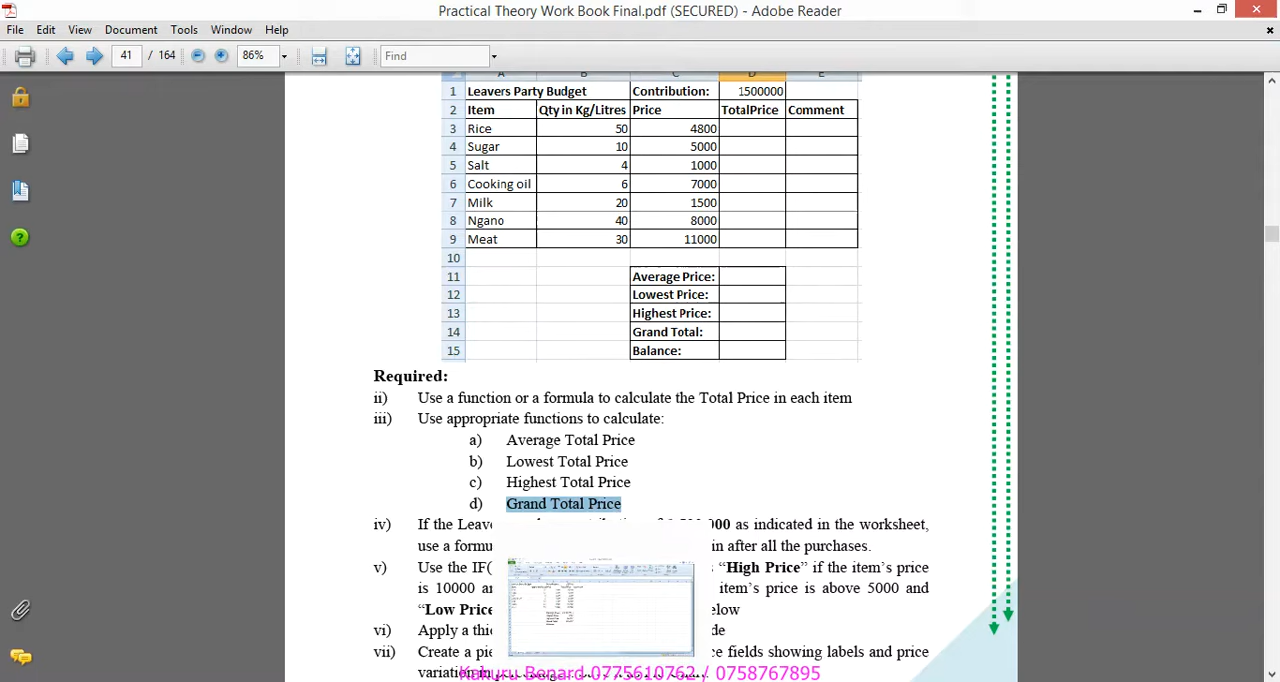 Practical Theory Work Book Final.pdf (SECURED) - Adobe Reader
File Edit View Document Tools Window Help
41 / 164 86% Find
A B C D E
1 Leavers Party Budget Contribution: 1500000
2 Item Qty in Kg/Litres Price TotalPrice Comment
3 Rice 50 4800
4 Sugar 10 5000
5 Salt 4 1000
6 Cooking oil 6 7000
7 Milk 20 1500
8 Ngano 40 8000
9 Meat 30 11000
10
11 Average Price:
12 Lowest Price:
13 Highest Price:
14 Grand Total:
15 Balance:
Required:
ii) Use a function or a formula to calculate the Total Price in each item
iii) Use appropriate functions to calculate:
a) Average Total Price
b) Lowest Total Price
c) Highest Total Price
d) Grand Total Price
iv) If the Leave 000 as indicated in the worksheet,
use a formu in after all the purchases.
v) Use the IF( “High Price” if the item’s price
is 10000 an item’s price is above 5000 and
“Low Price elow
vi) Apply a thic de
vii) Create a pie e fields showing labels and price
variation
Kakuru Benard 0775610762 / 0758767895